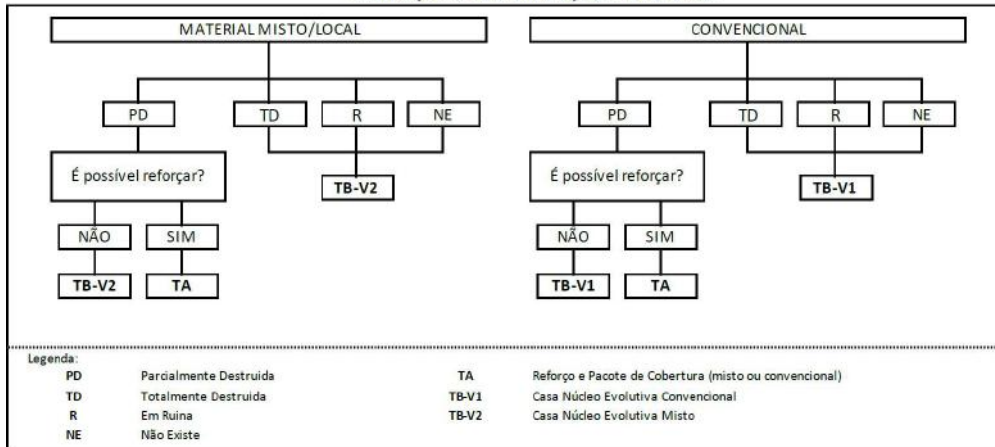 MATERIAL MISTO/LOCAL CONVENCIONAL
PD TD R NE PD TD R NE
É possível reforçar? TB-V2 É possível reforçar? TB-V1
NÃO SIM NÃO SIM
TB-V2 TA TB-V1 TA
Legenda:
PD Parcialmente Destruida TA Reforço e Pacote de Cobertura (misto ou convencional)
TD Totalmente Destruida TB-V1 Casa Núcleo Evolutiva Convencional
R Em Ruina TB-V2 Casa Núcleo Evolutiva Misto
NE Não Existe